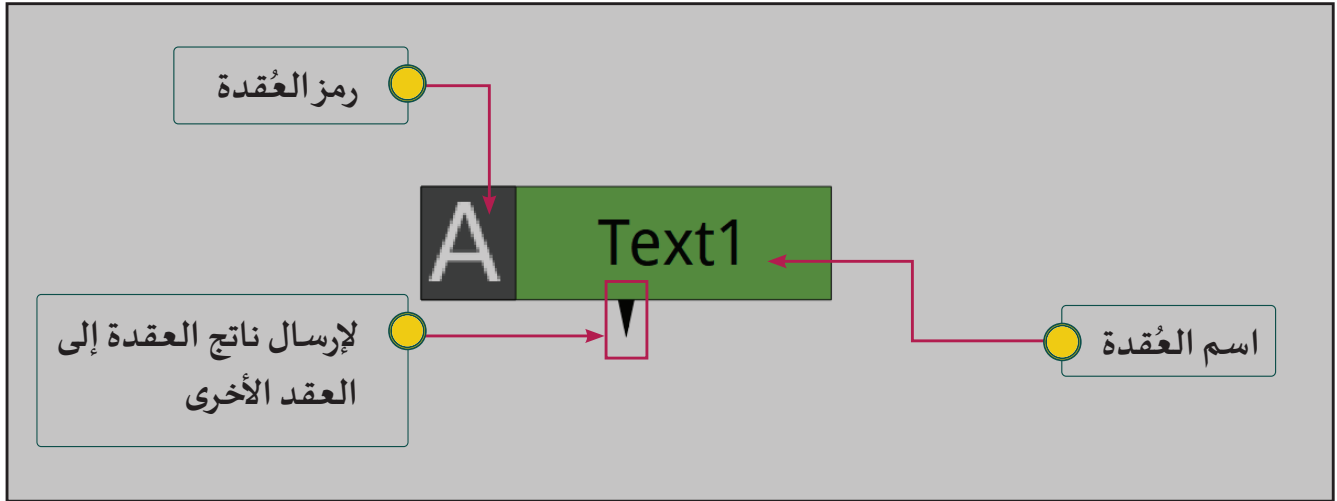 رمز العُقدة
A Text1
لإرسال ناتج العقدة إلى
العقد الأخرى
اسم العُقدة